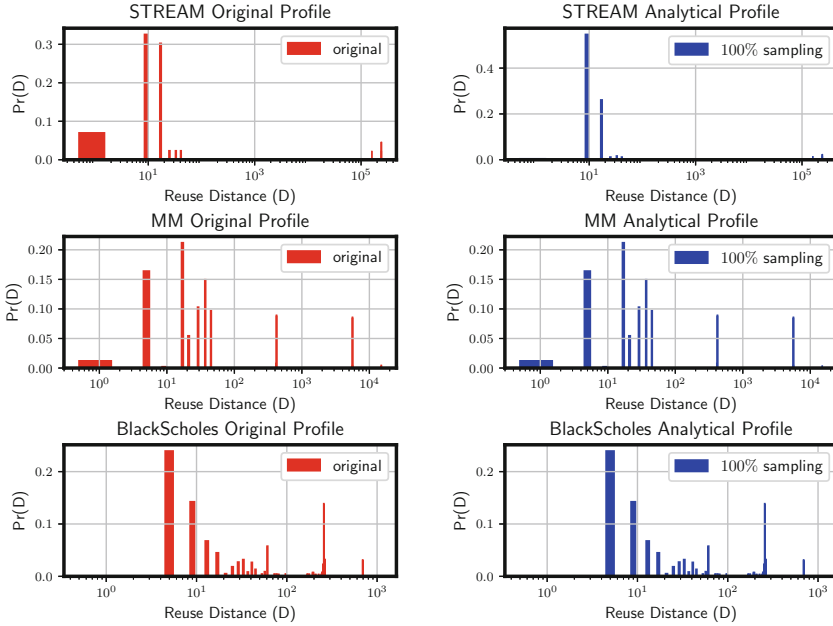 STREAM Original Profile
Pr(D)
0.3
0.2
0.1
0.0
original
10^1 10^3 10^5
Reuse Distance (D)
STREAM Analytical Profile
Pr(D)
0.4
0.2
0.0
100% sampling
10^1 10^3 10^5
Reuse Distance (D)
MM Original Profile
Pr(D)
0.20
0.15
0.10
0.05
0.00
original
10^0 10^1 10^2 10^3 10^4
Reuse Distance (D)
MM Analytical Profile
Pr(D)
0.20
0.15
0.10
0.05
0.00
100% sampling
10^0 10^1 10^2 10^3 10^4
Reuse Distance (D)
BlackScholes Original Profile
Pr(D)
0.2
0.1
0.0
original
10^0 10^1 10^2 10^3
Reuse Distance (D)
BlackScholes Analytical Profile
Pr(D)
0.2
0.1
0.0
100% sampling
10^0 10^1 10^2 10^3
Reuse Distance (D)